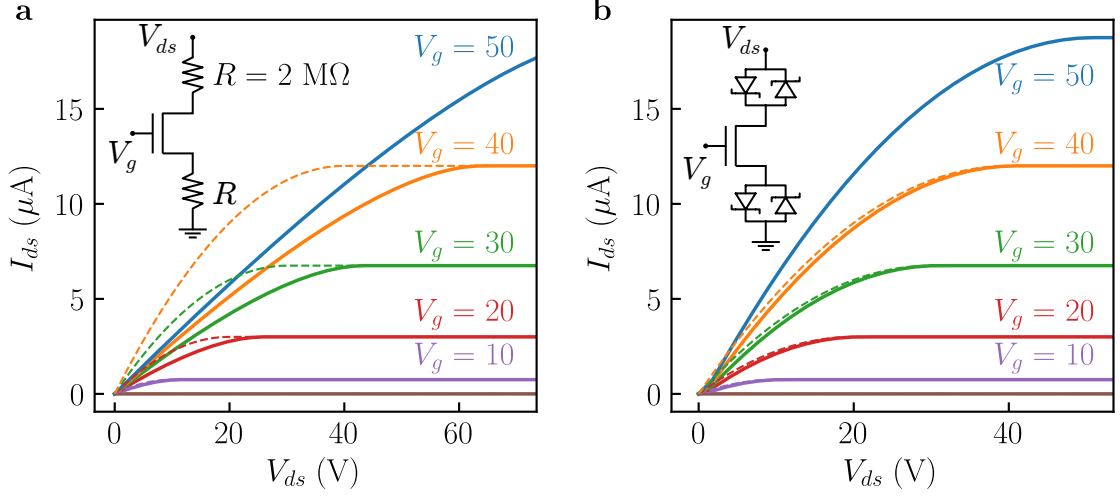 a
V_ds
R = 2 MΩ
V_g
R
V_g = 50
V_g = 40
V_g = 30
V_g = 20
V_g = 10
15
10
5
0
I_ds (μA)
0 20 40 60
V_ds (V)
b
V_ds
V_g
V_g = 50
V_g = 40
V_g = 30
V_g = 20
V_g = 10
15
10
5
0
I_ds (μA)
0 20 40
V_ds (V)